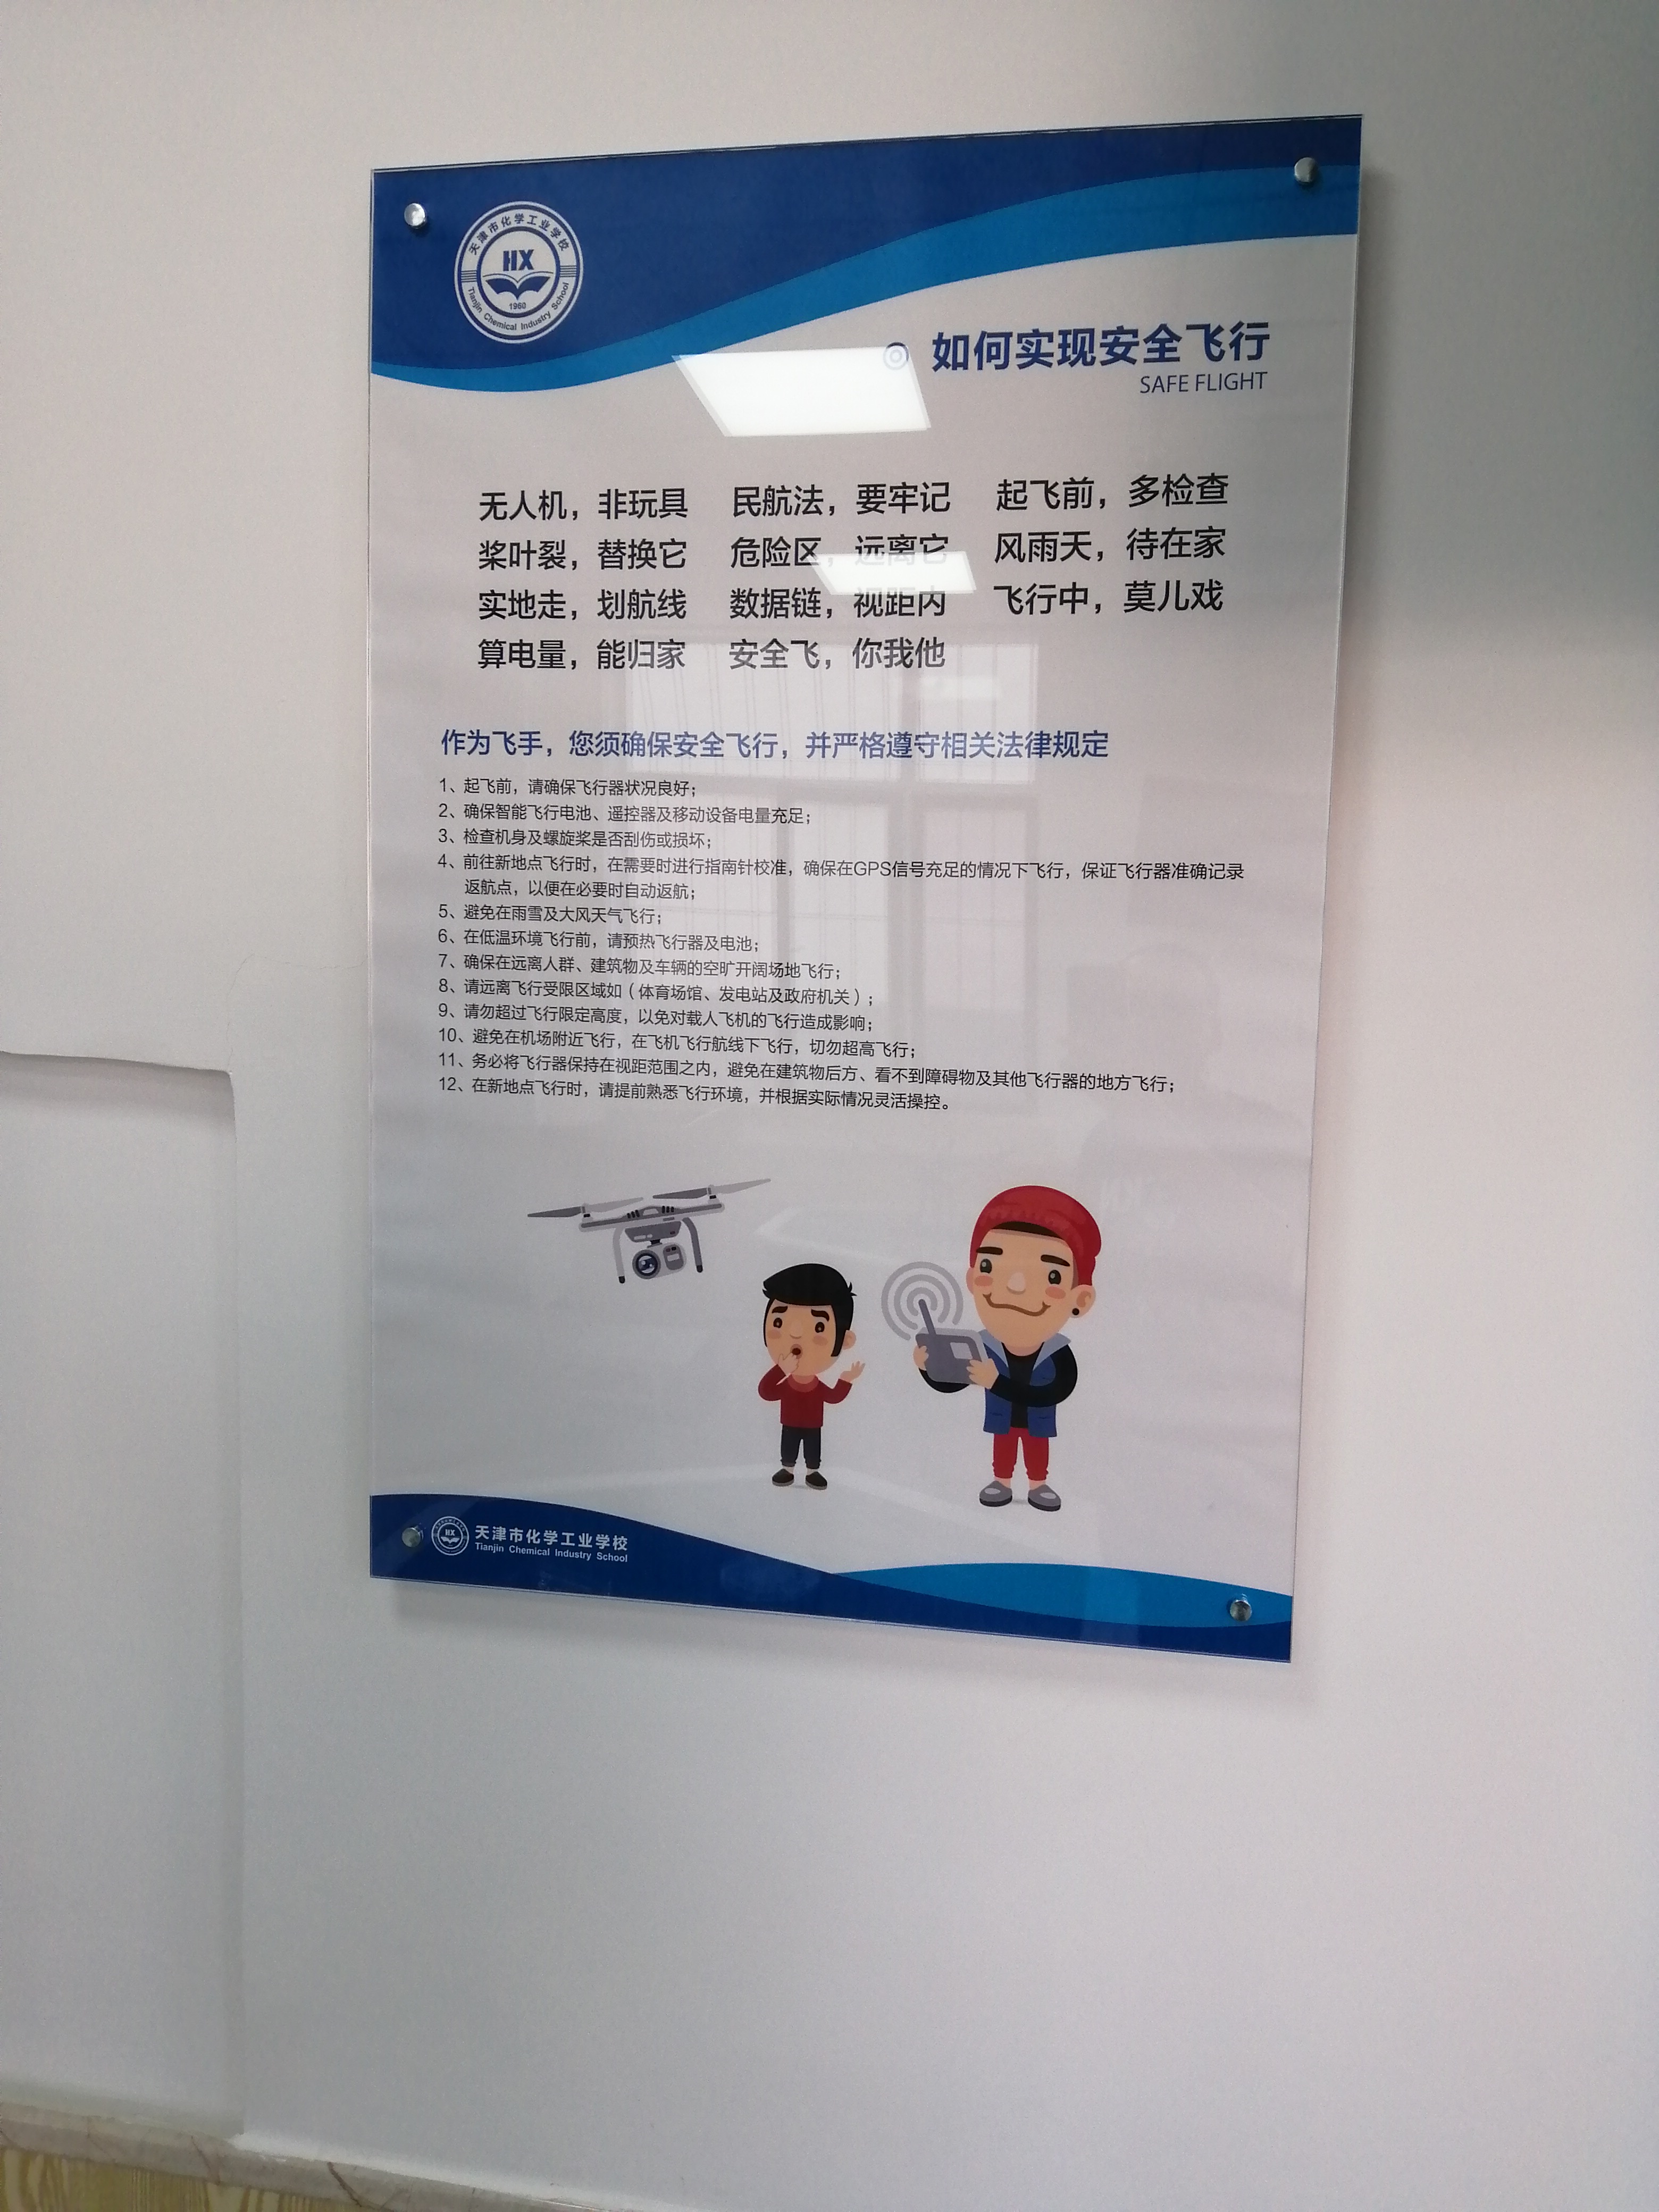 天津市化学工业学校
HX
1960
Tianjin Chemical Industry School
如何实现安全飞行
SAFE FLIGHT
无人机，非玩具 民航法，要牢记 起飞前，多检查
桨叶裂，替换它 危险区，远离它 风雨天，待在家
实地走，划航线 数据链，视距内 飞行中，莫儿戏
算电量，能归家 安全飞，你我他
作为飞手，您须确保安全飞行，并严格遵守相关法律规定
1、起飞前，请确保飞行器状况良好；
2、确保智能飞行电池、遥控器及移动设备电量充足；
3、检查机身及螺旋桨是否刮伤或损坏；
4、前往新地点飞行时，在需要时进行指南针校准，确保在GPS信号充足的情况下飞行，保证飞行器准确记录
返航点，以便在必要时自动返航；
5、避免在雨雪及大风天气飞行；
6、在低温环境飞行前，请预热飞行器及电池；
7、确保在远离人群、建筑物及车辆的空旷开阔场地飞行；
8、请远离飞行受限区域如（体育场馆、发电站及政府机关）；
9、请勿超过飞行限定高度，以免对载人飞机的飞行造成影响；
10、避免在机场附近飞行，在飞机飞行航线下飞行，切勿超高飞行；
11、务必将飞行器保持在视距范围之内，避免在建筑物后方、看不到障碍物及其他飞行器的地方飞行；
12、在新地点飞行时，请提前熟悉飞行环境，并根据实际情况灵活操控。
HX
天津市化学工业学校
Tianjin Chemical Industry School